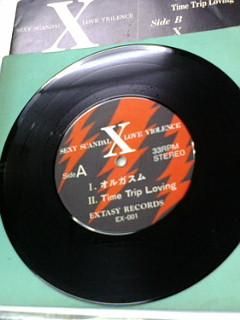 SEXY SCANDAL X LOVE VIOLENCE
Time Trip Loving
Side B
X
SEXY SCANDAL X LOVE VIOLENCE
Side A
33RPM
STEREO
I. オルガスム
II. Time Trip Loving
EXTASY RECORDS
EX-001